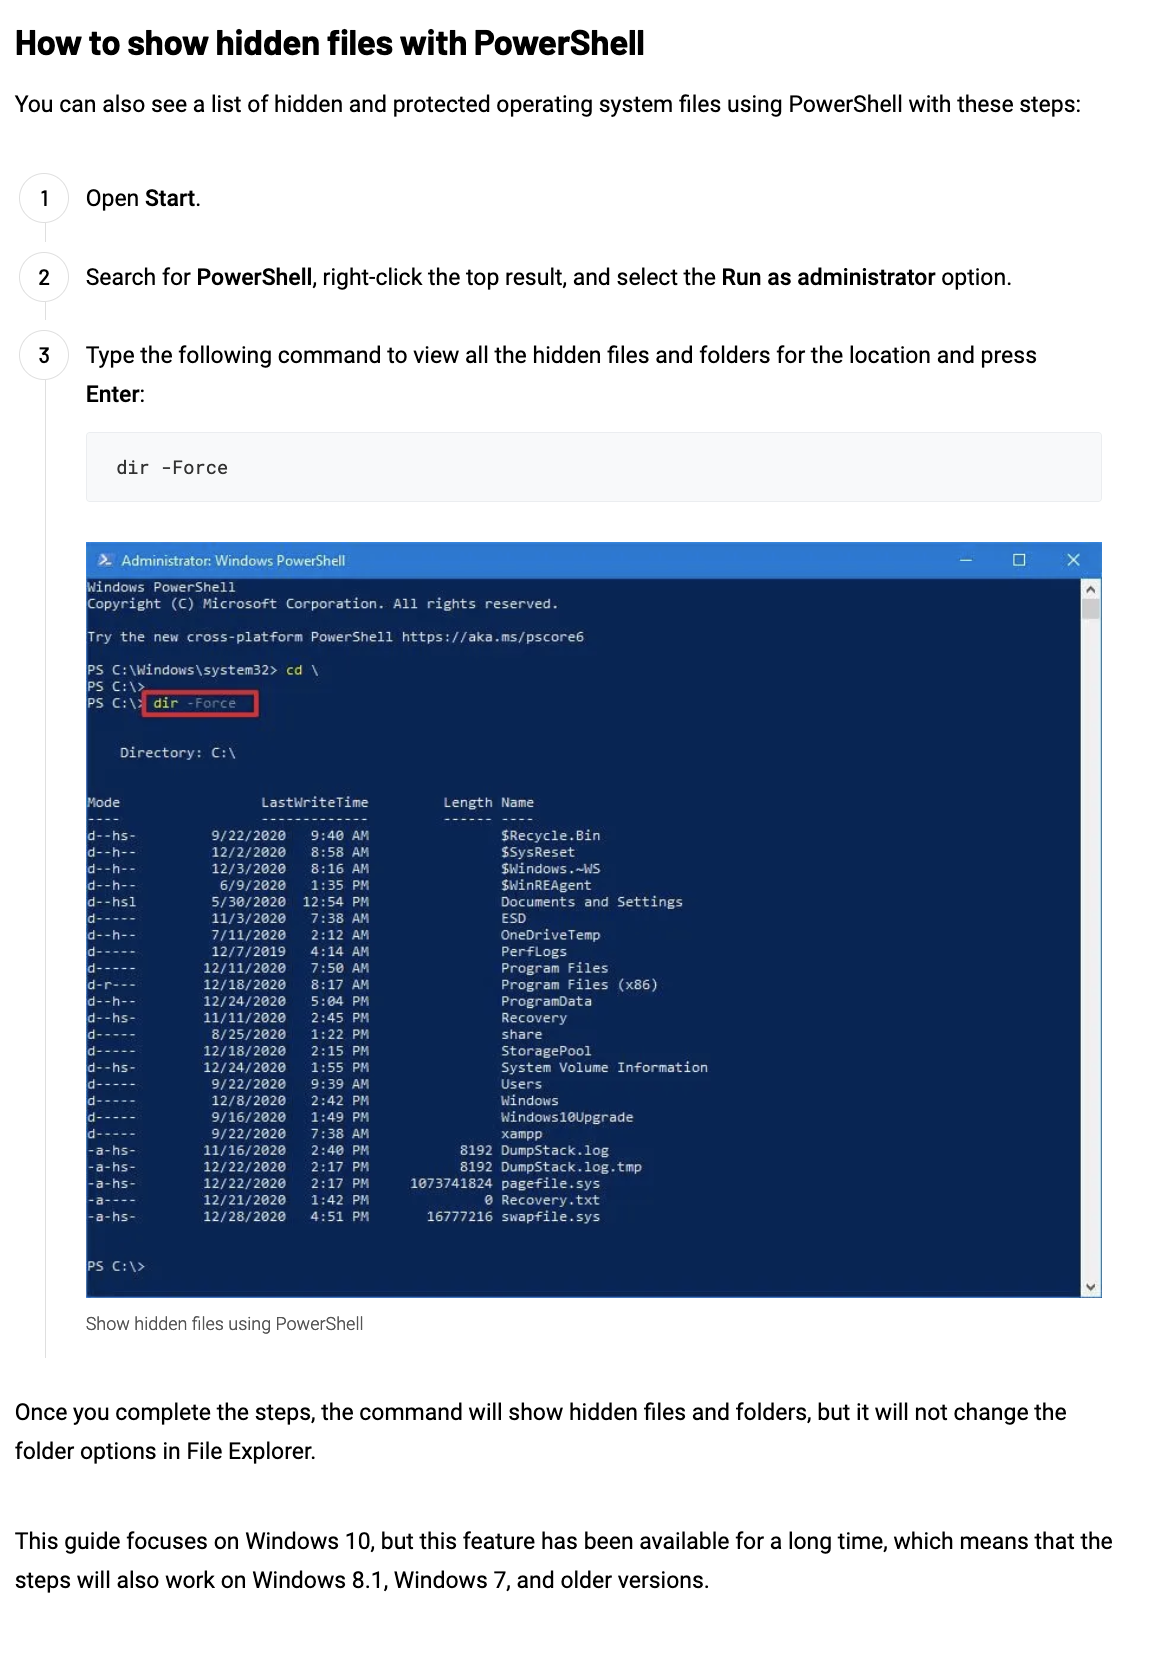 How to show hidden files with PowerShell
You can also see a list of hidden and protected operating system files using PowerShell with these steps:
1 Open Start.
2 Search for PowerShell, right-click the top result, and select the Run as administrator option.
3 Type the following command to view all the hidden files and folders for the location and press
Enter:
dir -Force
Administrator: Windows PowerShell
Windows PowerShell
Copyright (C) Microsoft Corporation. All rights reserved.
Try the new cross-platform PowerShell https://aka.ms/pscore6
PS C:\Windows\system32> cd \
PS C:\>
PS C:\> dir -Force
Directory: C:\
Mode LastWriteTime Length Name
---- ------------- ------ ----
d--hs- 9/22/2020 9:40 AM $Recycle.Bin
d--h-- 12/2/2020 8:58 AM $SysReset
d--h-- 12/3/2020 8:16 AM $Windows.~WS
d--h-- 6/9/2020 1:35 PM $WinREAgent
d--hsl 5/30/2020 12:54 PM Documents and Settings
d----- 11/3/2020 7:38 AM ESD
d--h-- 7/11/2020 2:12 AM OneDriveTemp
d----- 12/7/2019 4:14 AM PerfLogs
d----- 12/11/2020 7:50 AM Program Files
d-r--- 12/18/2020 8:17 AM Program Files (x86)
d--h-- 12/24/2020 5:04 PM ProgramData
d--hs- 11/11/2020 2:45 PM Recovery
d----- 8/25/2020 1:22 PM share
d----- 12/18/2020 2:15 PM StoragePool
d--hs- 12/24/2020 1:55 PM System Volume Information
d----- 9/22/2020 9:39 AM Users
d----- 12/8/2020 2:42 PM Windows
d----- 9/16/2020 1:49 PM Windows10Upgrade
d----- 9/22/2020 7:38 AM xampp
-a-hs- 11/16/2020 2:40 PM 8192 DumpStack.log
-a-hs- 12/22/2020 2:17 PM 8192 DumpStack.log.tmp
-a-hs- 12/22/2020 2:17 PM 1073741824 pagefile.sys
-a---- 12/21/2020 1:42 PM 0 Recovery.txt
-a-hs- 12/28/2020 4:51 PM 16777216 swapfile.sys
PS C:\>
Show hidden files using PowerShell
Once you complete the steps, the command will show hidden files and folders, but it will not change the
folder options in File Explorer.
This guide focuses on Windows 10, but this feature has been available for a long time, which means that the
steps will also work on Windows 8.1, Windows 7, and older versions.